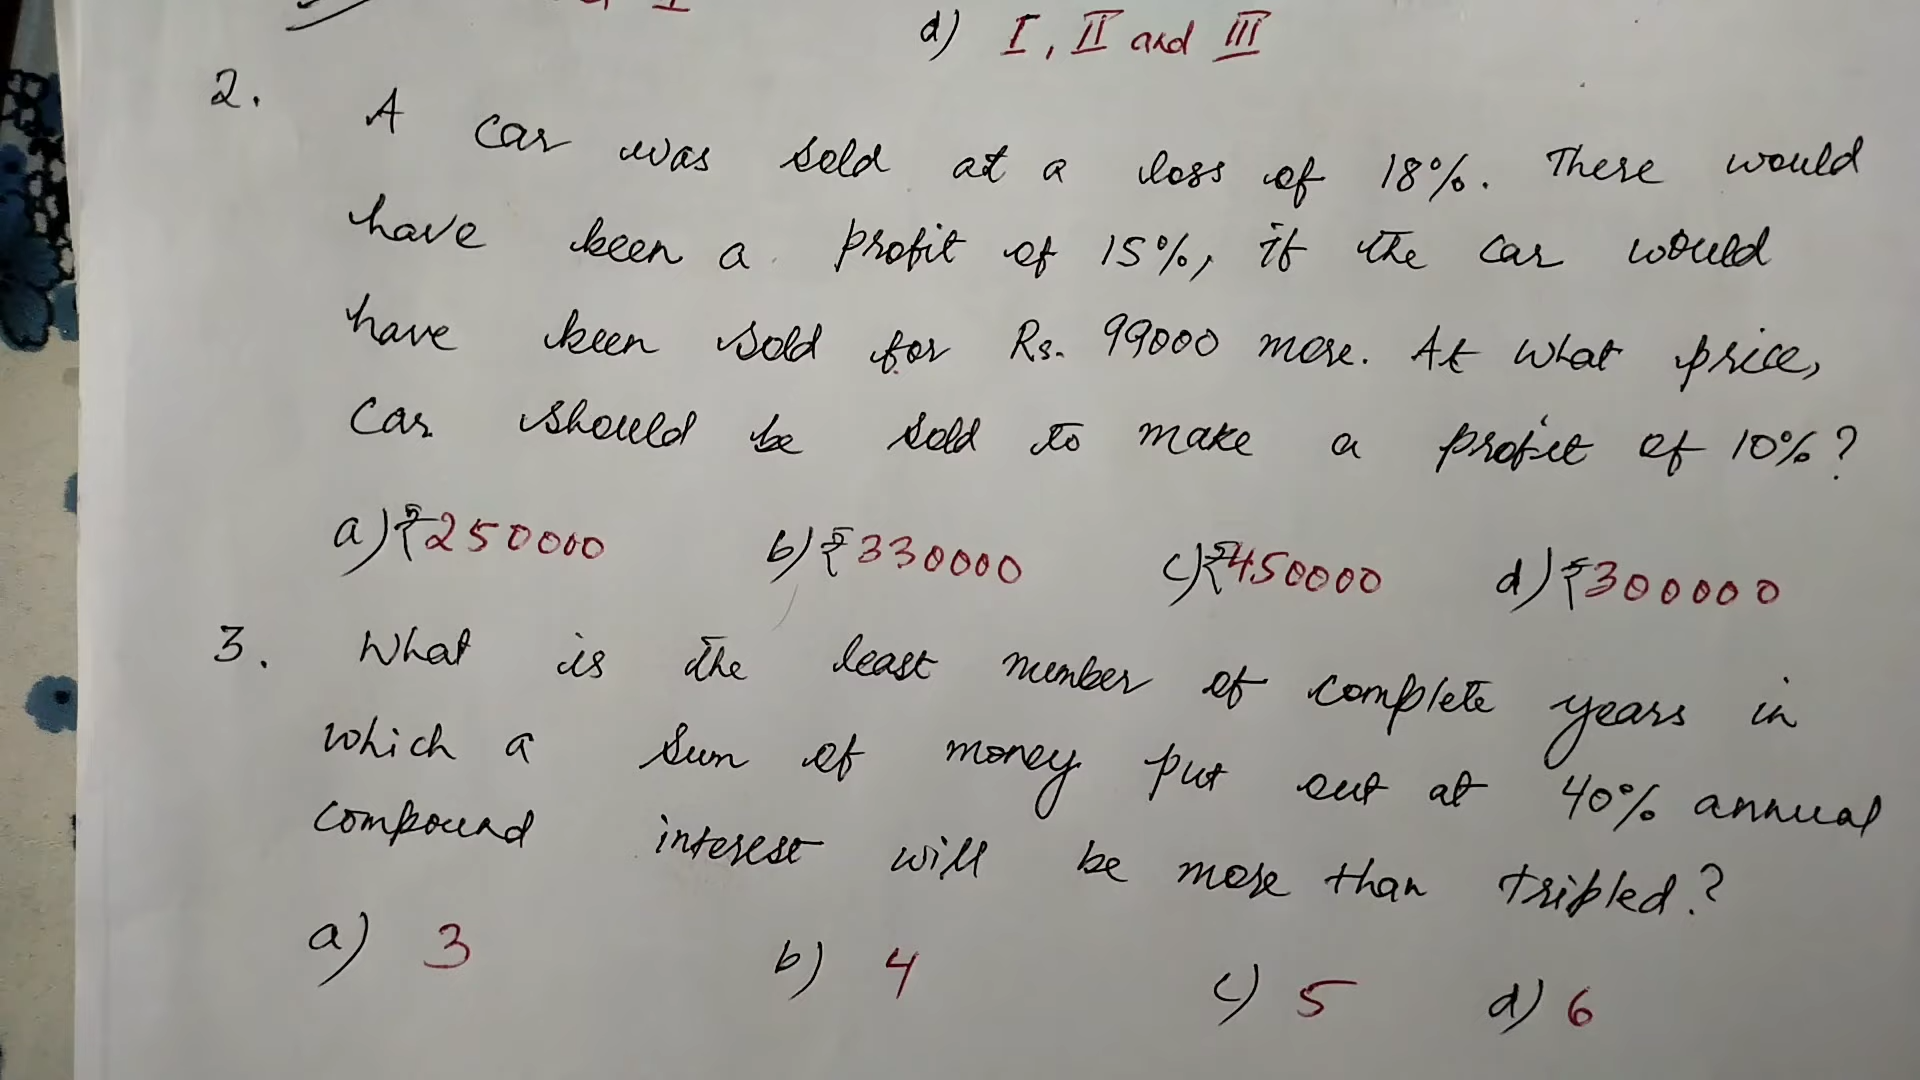 I
d) I, II and III
2. A car was sold at a loss of 18%. There would
have been a profit of 15%, if the car would
have been sold for Rs. 99000 more. At what price,
car should be sold to make a profit of 10%?
a) ₹250000 b) ₹330000 c) ₹450000 d) ₹300000
3. What is the least number of complete years in
which a sum of money put out at 40% annual
compound interest will be more than tripled?
a) 3 b) 4 c) 5 d) 6